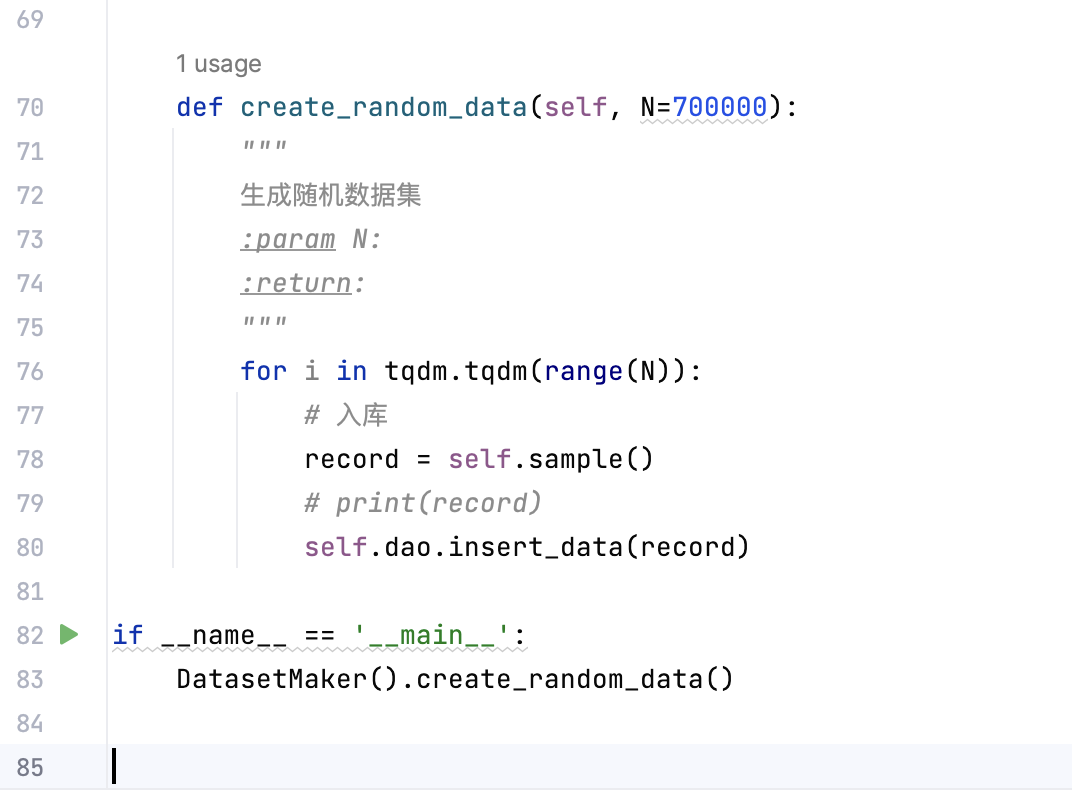 69
1 usage
70 def create_random_data(self, N=700000):
71 """
72 生成随机数据集
73 :param N:
74 :return:
75 """
76 for i in tqdm.tqdm(range(N)):
77 # 入库
78 record = self.sample()
79 # print(record)
80 self.dao.insert_data(record)
81
82 if __name__ == '__main__':
83 DatasetMaker().create_random_data()
84
85